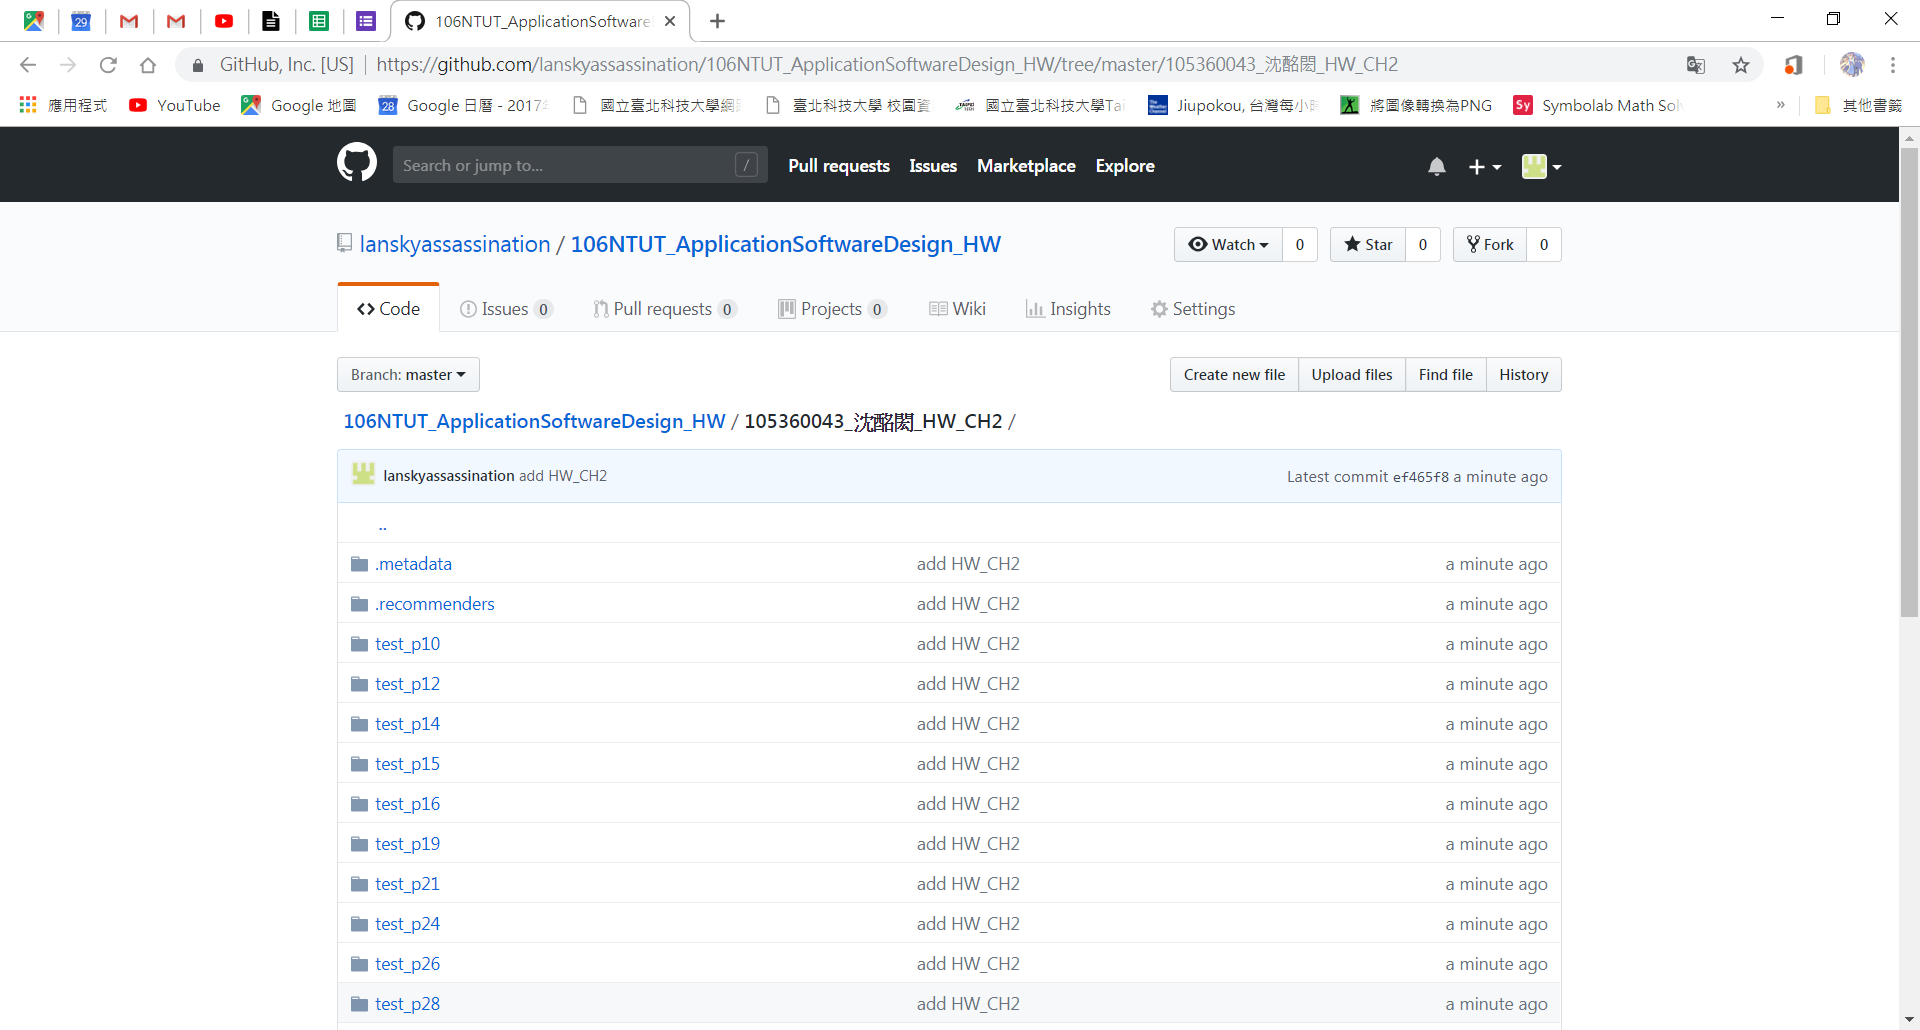 106NTUT_ApplicationSoftware
GitHub, Inc. [US] | https://github.com/lanskyassassination/106NTUT_ApplicationSoftwareDesign_HW/tree/master/105360043_沈酩閎_HW_CH2
應用程式 YouTube Google 地圖 28 Google 日曆 - 2017 國立臺北科技大學網 臺北科技大學 校園資 國立臺北科技大學Tai Jiupokou, 台灣每小時 將圖像轉換為PNG Sy Symbolab Math Sol » 其他書籤
Search or jump to... / Pull requests Issues Marketplace Explore
lanskyassassination / 106NTUT_ApplicationSoftwareDesign_HW Watch 0 Star 0 Fork 0
Code Issues 0 Pull requests 0 Projects 0 Wiki Insights Settings
Branch: master Create new file Upload files Find file History
106NTUT_ApplicationSoftwareDesign_HW / 105360043_沈酩閎_HW_CH2 /
lanskyassassination add HW_CH2 Latest commit ef465f8 a minute ago
..
.metadata add HW_CH2 a minute ago
.recommenders add HW_CH2 a minute ago
test_p10 add HW_CH2 a minute ago
test_p12 add HW_CH2 a minute ago
test_p14 add HW_CH2 a minute ago
test_p15 add HW_CH2 a minute ago
test_p16 add HW_CH2 a minute ago
test_p19 add HW_CH2 a minute ago
test_p21 add HW_CH2 a minute ago
test_p24 add HW_CH2 a minute ago
test_p26 add HW_CH2 a minute ago
test_p28 add HW_CH2 a minute ago